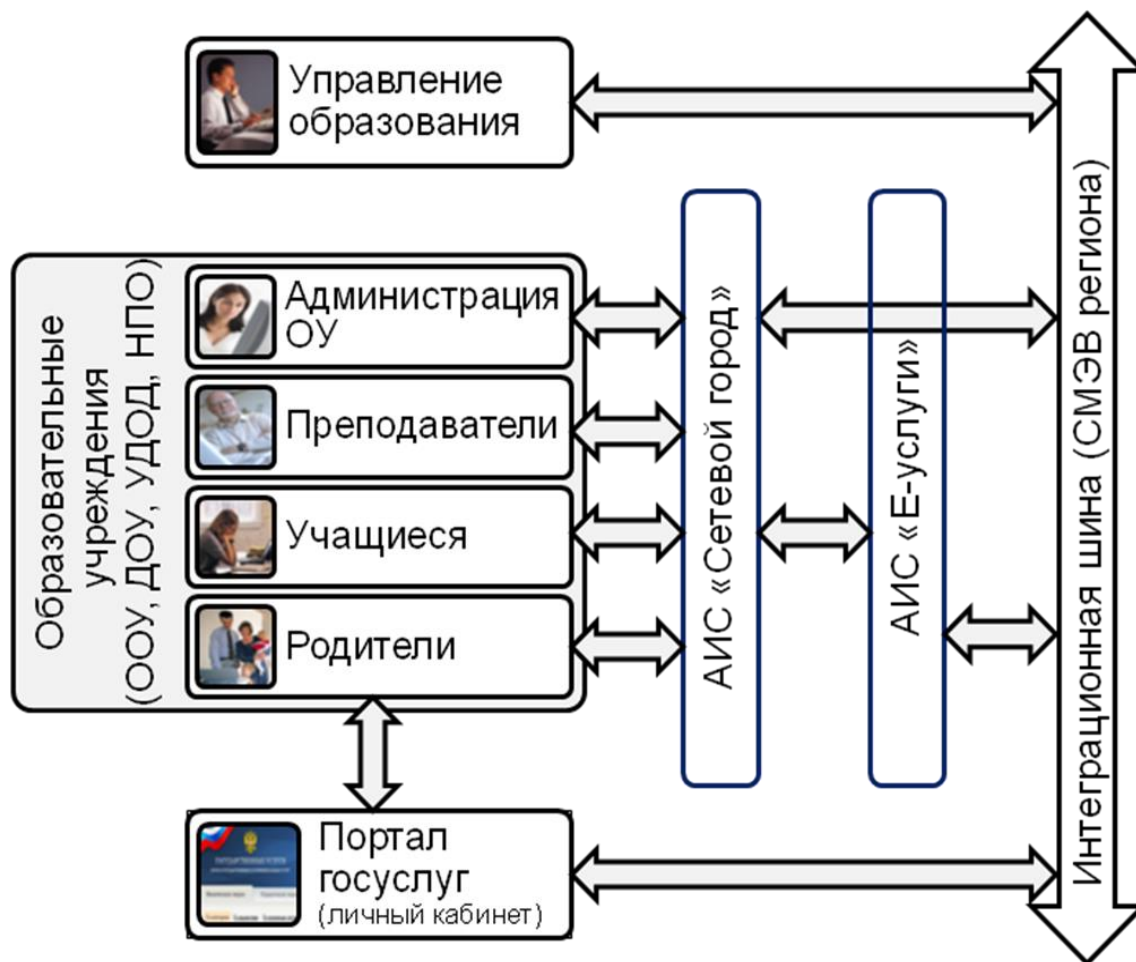 Управление
образования
Образовательные
учреждения
(ООУ, ДОУ, УДОД, НПО)
Администрация
ОУ
Преподаватели
Учащиеся
Родители
АИС «Сетевой город»
АИС «Е-услуги»
Интеграционная шина (СМЭВ региона)
Портал
госуслуг
(личный кабинет)